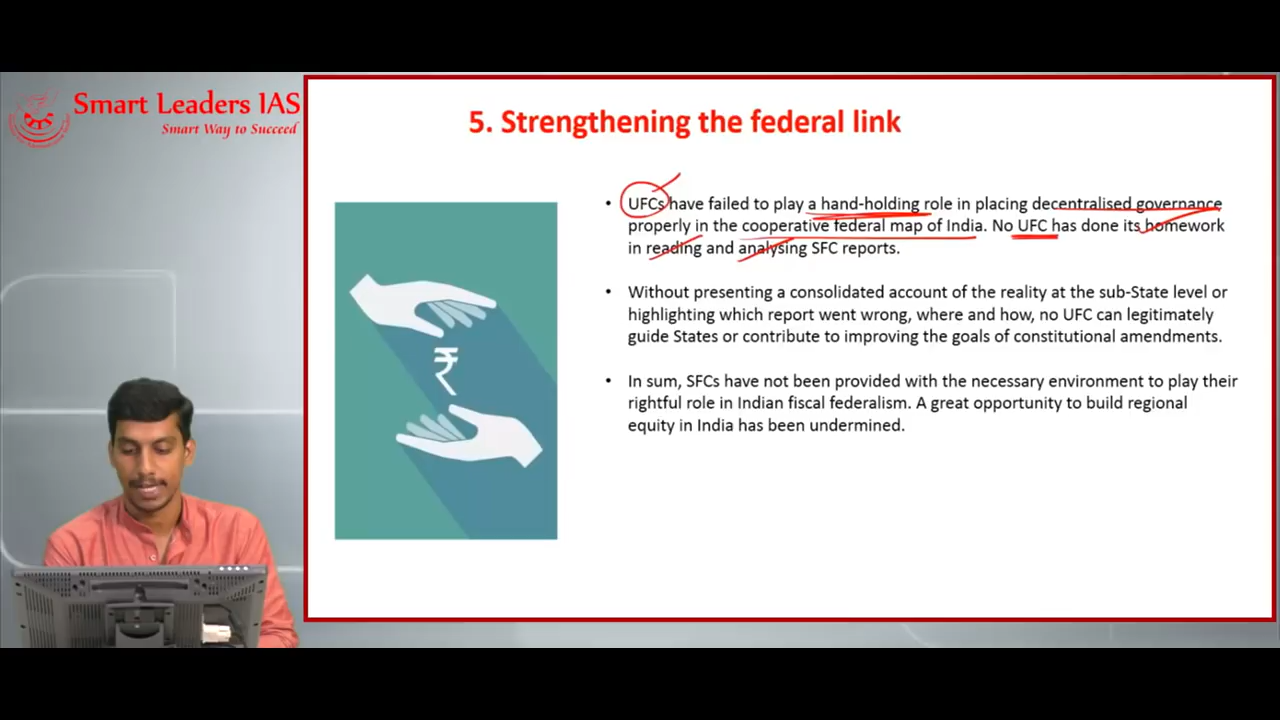 Smart Leaders IAS
Smart Way to Succeed
5. Strengthening the federal link
• UFCs have failed to play a hand-holding role in placing decentralised governance
properly in the cooperative federal map of India. No UFC has done its homework
in reading and analysing SFC reports.
• Without presenting a consolidated account of the reality at the sub-State level or
highlighting which report went wrong, where and how, no UFC can legitimately
guide States or contribute to improving the goals of constitutional amendments.
• In sum, SFCs have not been provided with the necessary environment to play their
rightful role in Indian fiscal federalism. A great opportunity to build regional
equity in India has been undermined.
₹